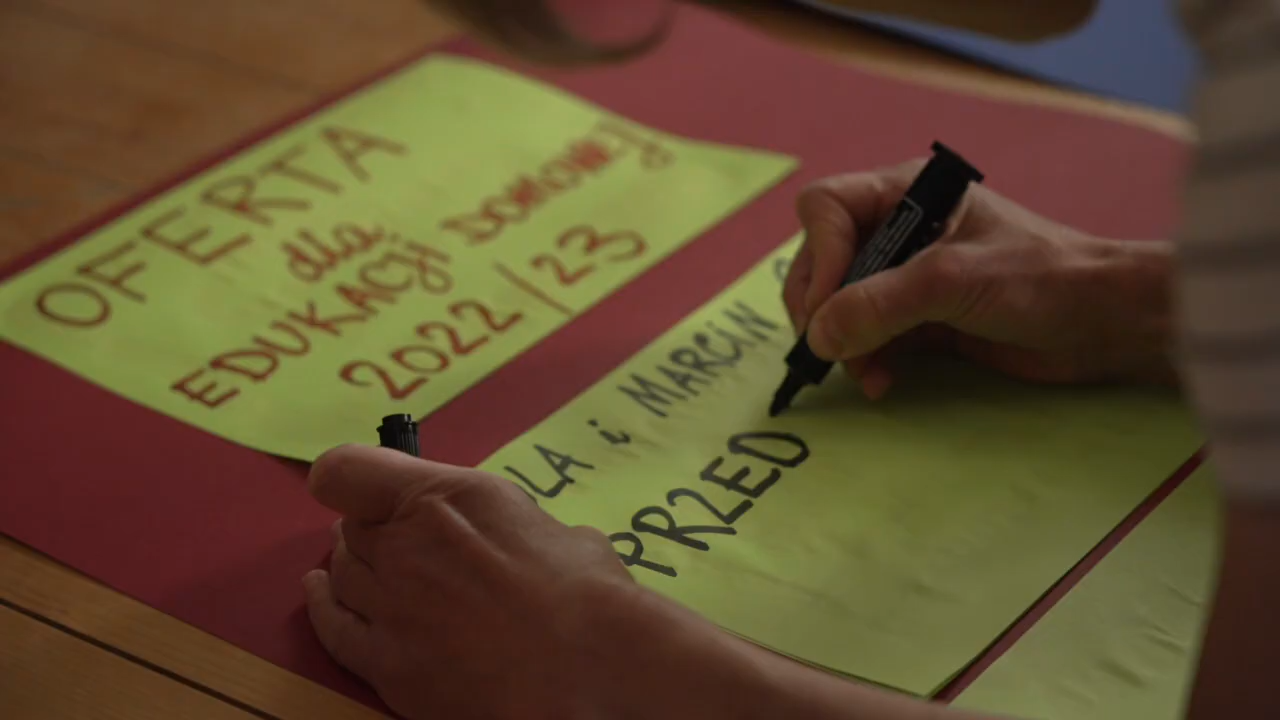 OFERTA
dla
EDUKACJi DOMOWEJ
2022/23
LA i MARCiN
PRZED